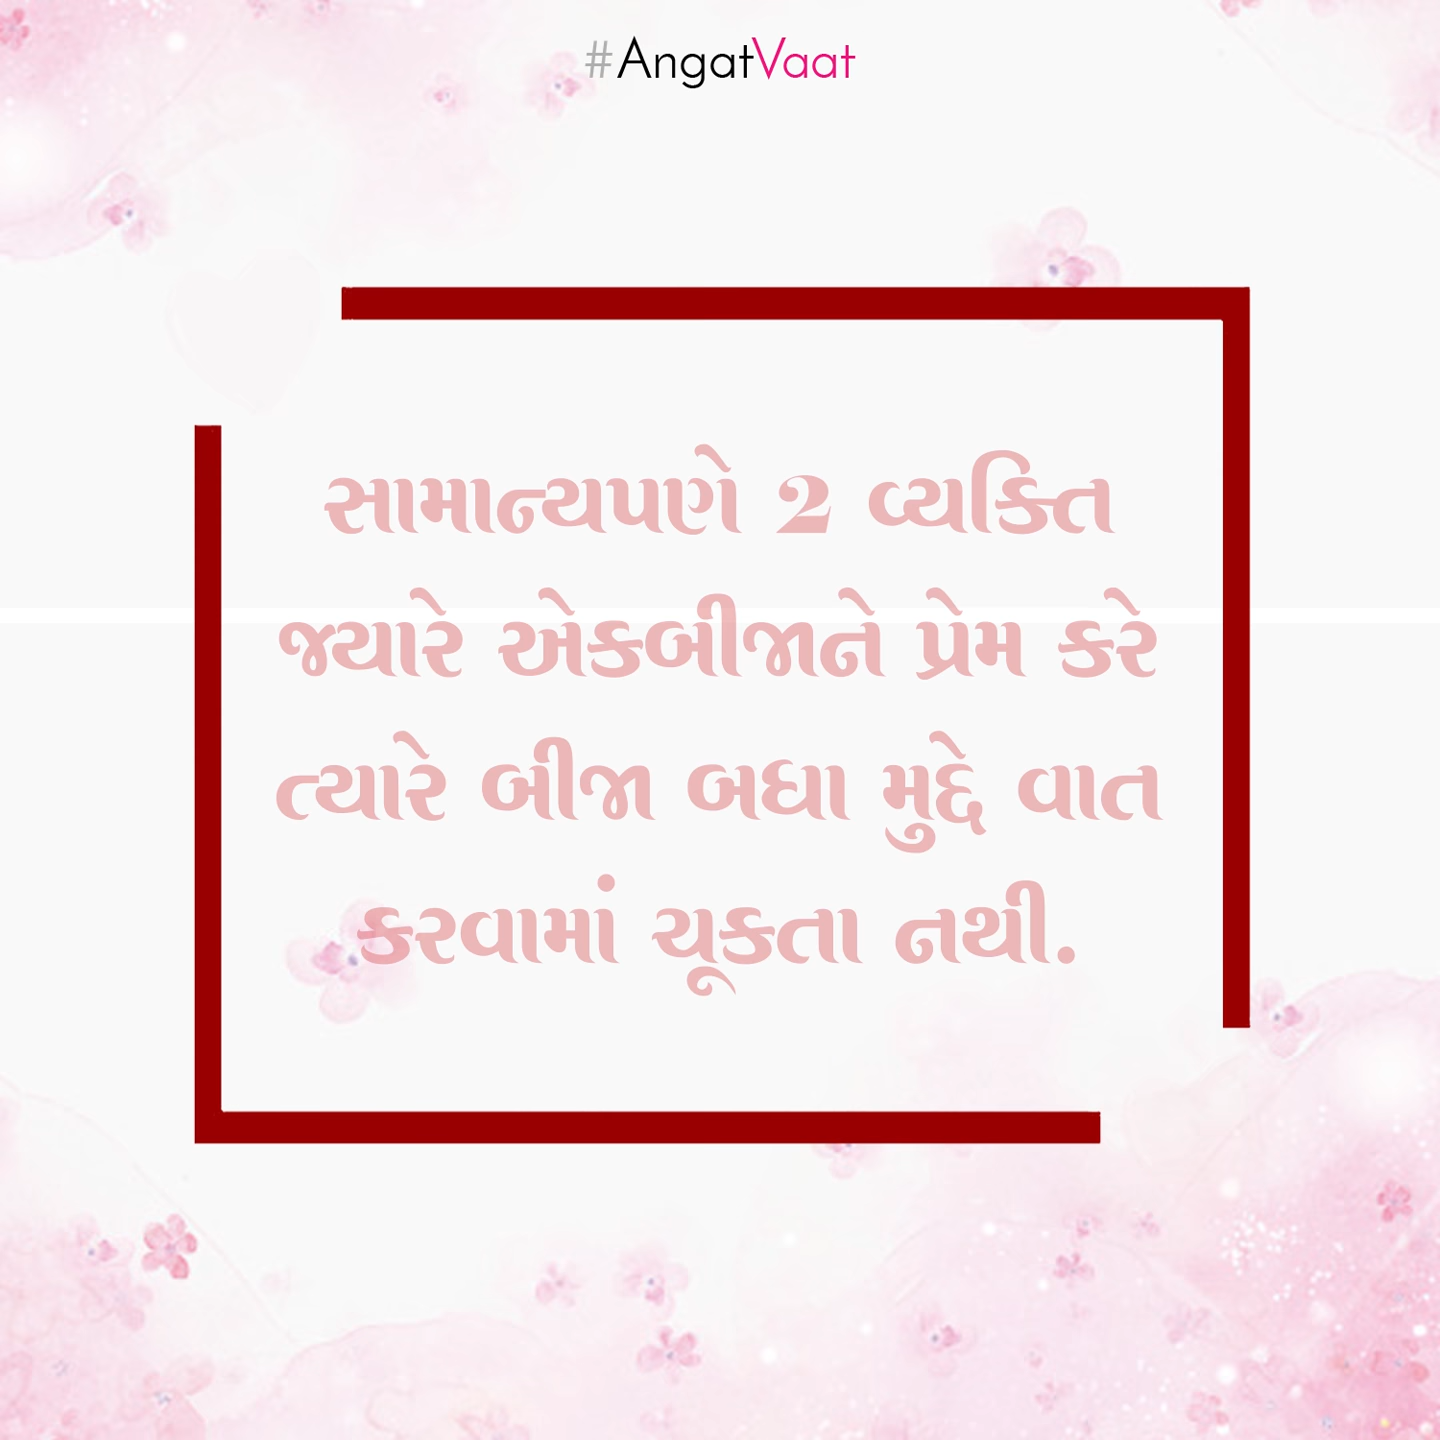 #AngatVaat
સામાન્યપણે 2 વ્યક્તિ
જ્યારે એકબીજાને પ્રેમ કરે
ત્યારે બીજા બધા મુદ્દે વાત
કરવામાં ચૂકતા નથી.